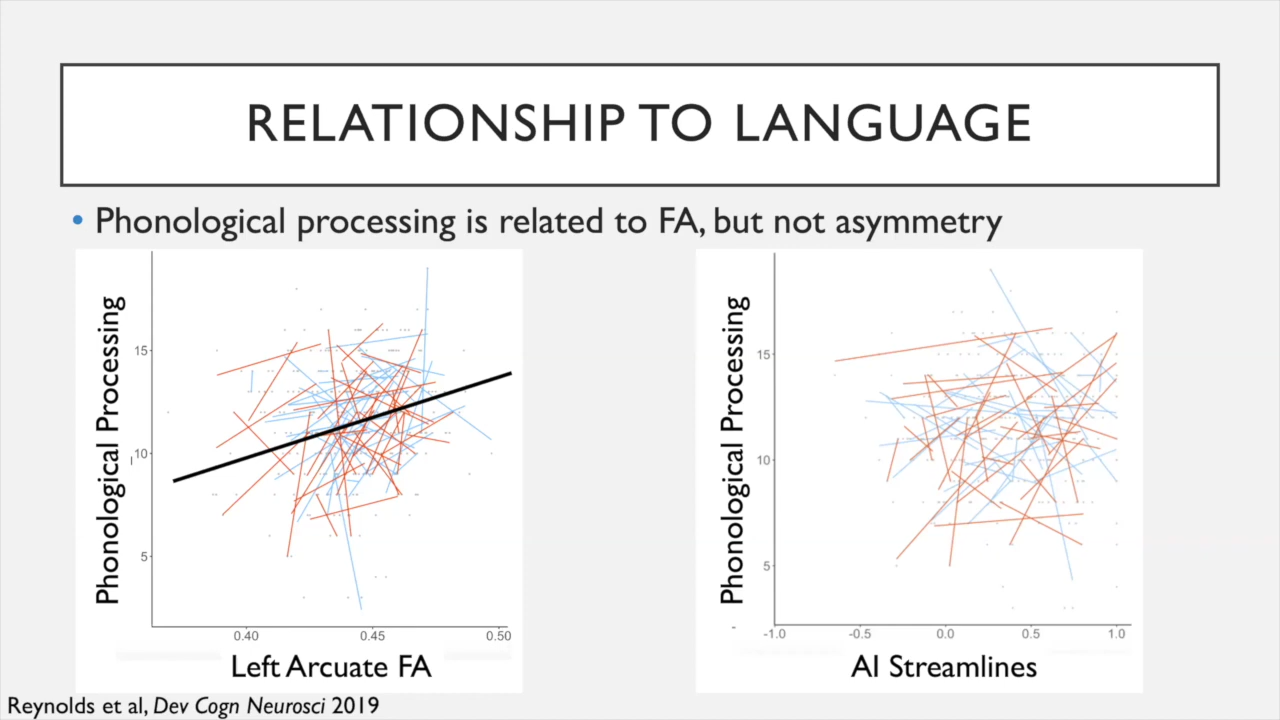 RELATIONSHIP TO LANGUAGE
• Phonological processing is related to FA, but not asymmetry
Phonological Processing
15
10
5
0.40 0.45 0.50
Left Arcuate FA
Phonological Processing
15
10
5
-1.0 -0.5 0.0 0.5 1.0
AI Streamlines
Reynolds et al, Dev Cogn Neurosci 2019